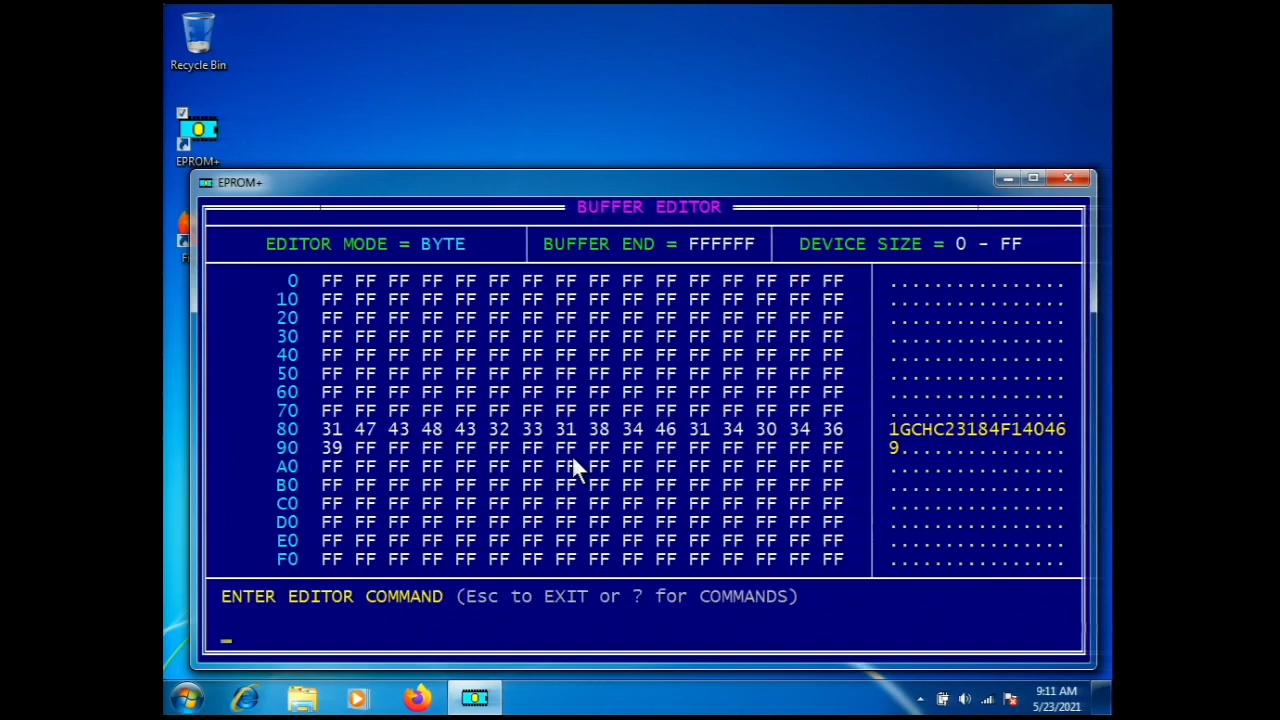 Recycle Bin
EPROM+
EPROM+
BUFFER EDITOR
EDITOR MODE = BYTE BUFFER END = FFFFFF DEVICE SIZE = 0 - FF
0 FF FF FF FF FF FF FF FF FF FF FF FF FF FF FF FF ................
10 FF FF FF FF FF FF FF FF FF FF FF FF FF FF FF FF ................
20 FF FF FF FF FF FF FF FF FF FF FF FF FF FF FF FF ................
30 FF FF FF FF FF FF FF FF FF FF FF FF FF FF FF FF ................
40 FF FF FF FF FF FF FF FF FF FF FF FF FF FF FF FF ................
50 FF FF FF FF FF FF FF FF FF FF FF FF FF FF FF FF ................
60 FF FF FF FF FF FF FF FF FF FF FF FF FF FF FF FF ................
70 FF FF FF FF FF FF FF FF FF FF FF FF FF FF FF FF ................
80 31 47 43 48 43 32 33 31 38 34 46 31 34 30 34 36 1GCHC23184F14046
90 39 FF FF FF FF FF FF FF FF FF FF FF FF FF FF FF 9...............
A0 FF FF FF FF FF FF FF FF FF FF FF FF FF FF FF FF ................
B0 FF FF FF FF FF FF FF FF FF FF FF FF FF FF FF FF ................
C0 FF FF FF FF FF FF FF FF FF FF FF FF FF FF FF FF ................
D0 FF FF FF FF FF FF FF FF FF FF FF FF FF FF FF FF ................
E0 FF FF FF FF FF FF FF FF FF FF FF FF FF FF FF FF ................
F0 FF FF FF FF FF FF FF FF FF FF FF FF FF FF FF FF ................
ENTER EDITOR COMMAND (Esc to EXIT or ? for COMMANDS)
_
9:11 AM
5/23/2021